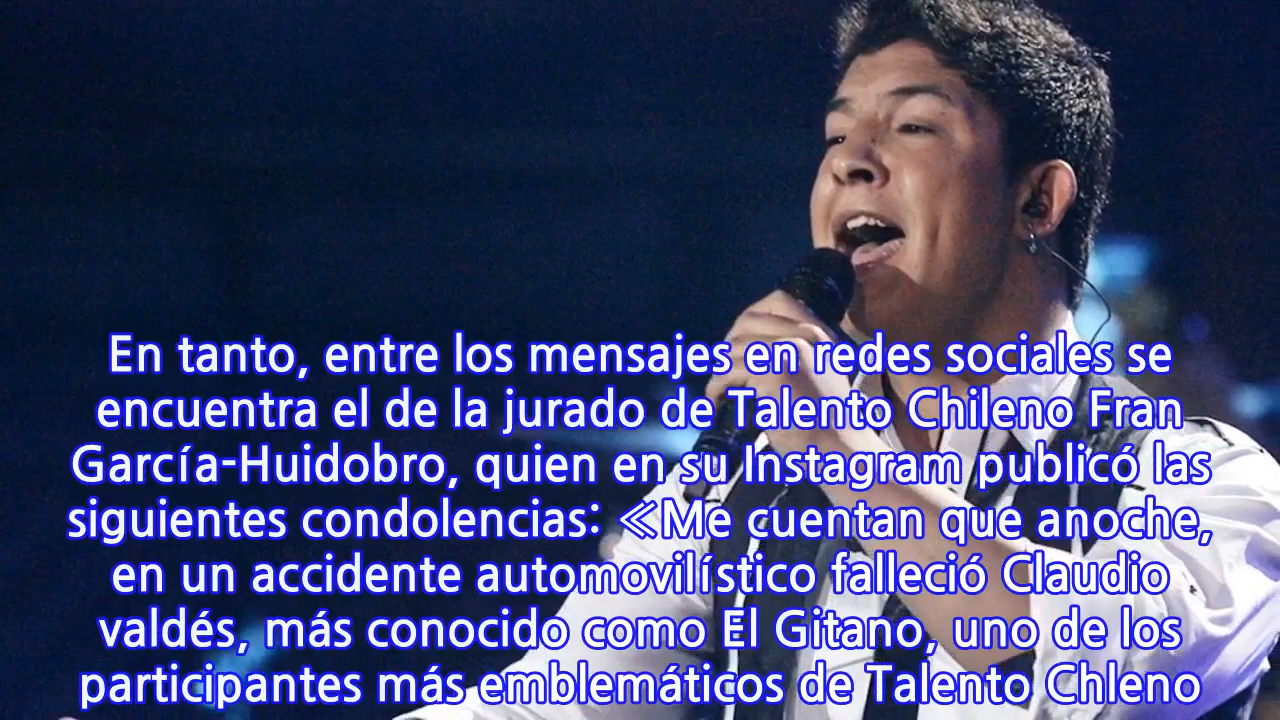 En tanto, entre los mensajes en redes sociales se
encuentra el de la jurado de Talento Chileno Fran
García-Huidobro, quien en su Instagram publicó las
siguientes condolencias: ≪Me cuentan que anoche,
en un accidente automovilístico falleció Claudio
valdés, más conocido como El Gitano, uno de los
participantes más emblemáticos de Talento Chleno